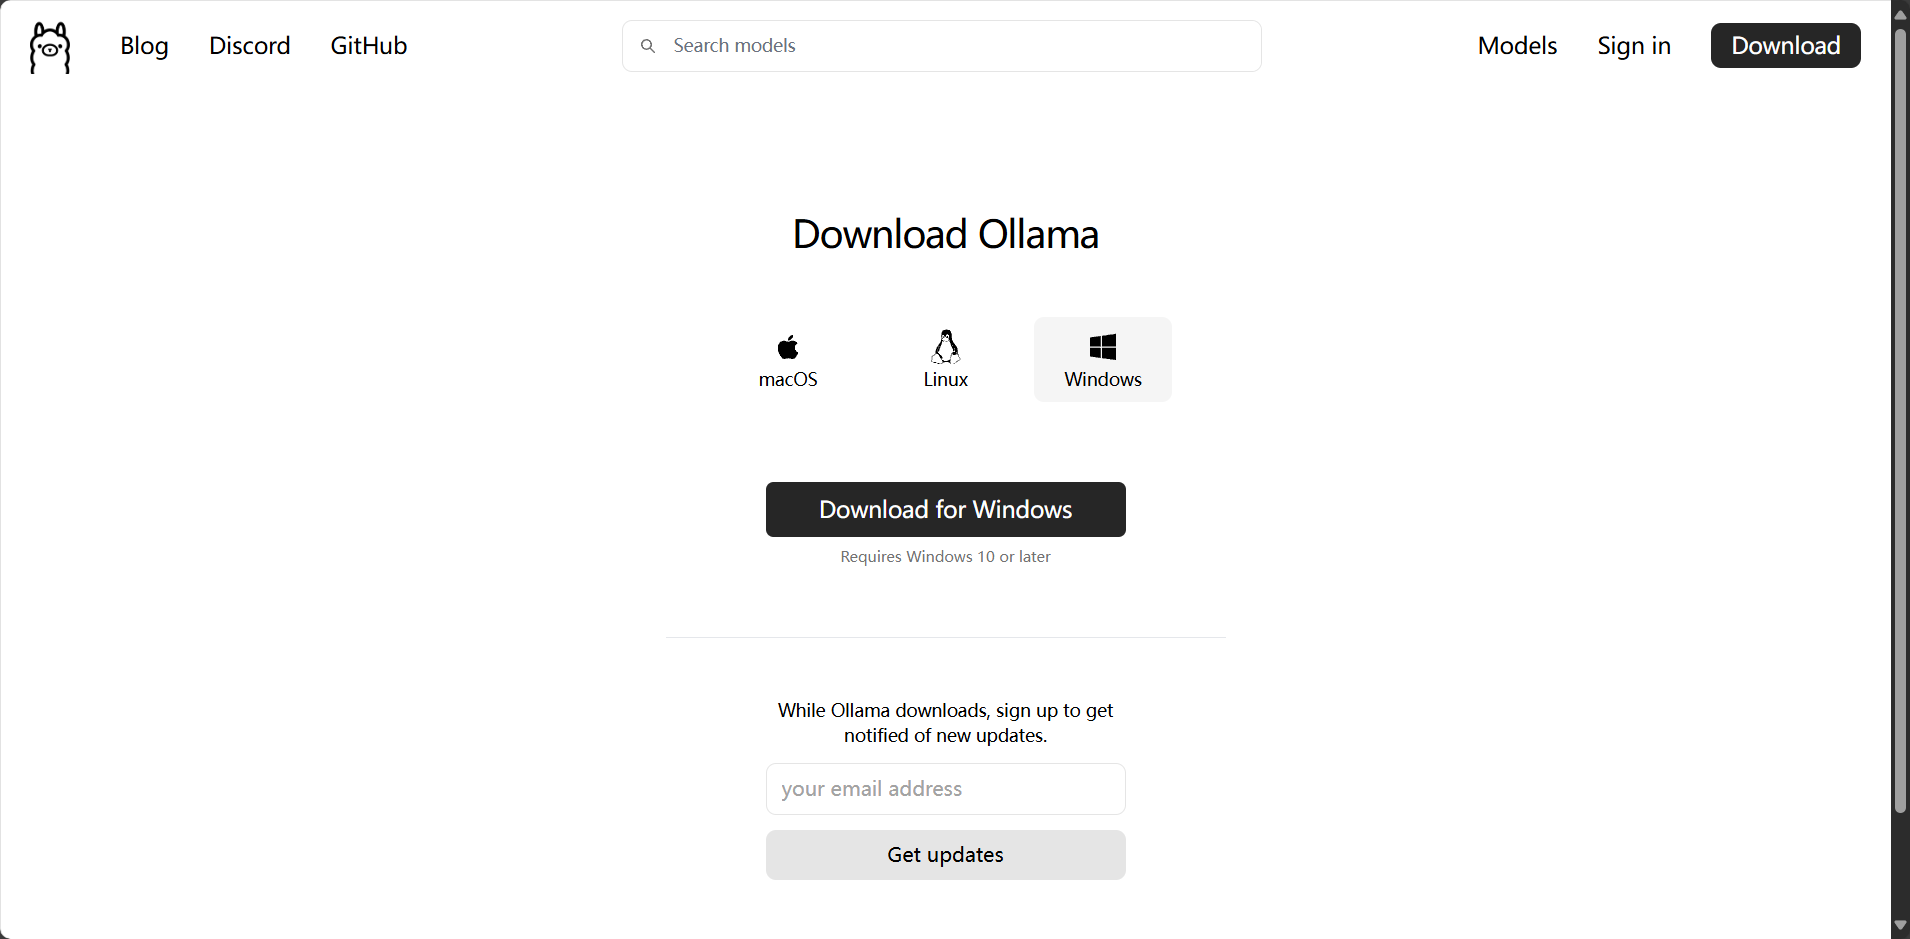 Blog
Discord
GitHub
Search models
Models
Sign in
Download
Download Ollama
macOS
Linux
Windows
Download for Windows
Requires Windows 10 or later
While Ollama downloads, sign up to get
notified of new updates.
your email address
Get updates